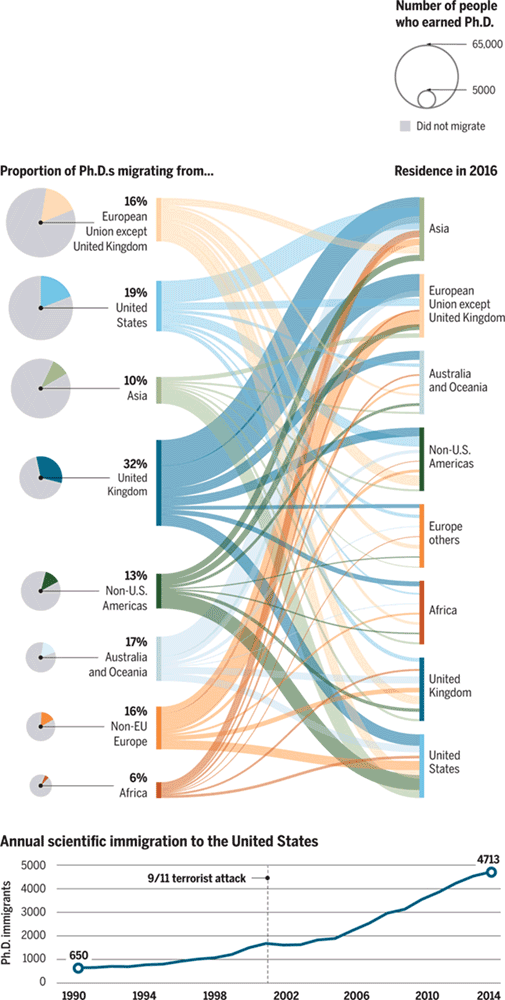 Number of people
who earned Ph.D.
65,000
5000
Did not migrate
Proportion of Ph.D.s migrating from...
Residence in 2016
16%
European
Union except
United Kingdom
19%
United
States
10%
Asia
32%
United
Kingdom
13%
Non-U.S.
Americas
17%
Australia
and Oceania
16%
Non-EU
Europe
6%
Africa
Asia
European
Union except
United Kingdom
Australia
and Oceania
Non-U.S.
Americas
Europe
others
Africa
United
Kingdom
United
States
Annual scientific immigration to the United States
Ph.D. immigrants
5000
4000
3000
2000
1000
0
9/11 terrorist attack
4713
650
1990
1994
1998
2002
2006
2010
2014